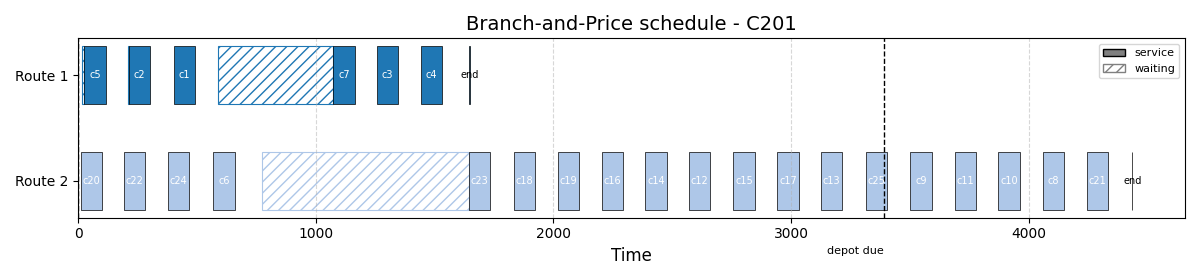 Branch-and-Price schedule - C201
service
waiting
Route 1
c5 c2 c1 c7 c3 c4 end
Route 2
c20 c22 c24 c6 c23 c18 c19 c16 c14 c12 c15 c17 c13 c25 c9 c11 c10 c8 c21 end
0 1000 2000 3000 4000
depot due
Time